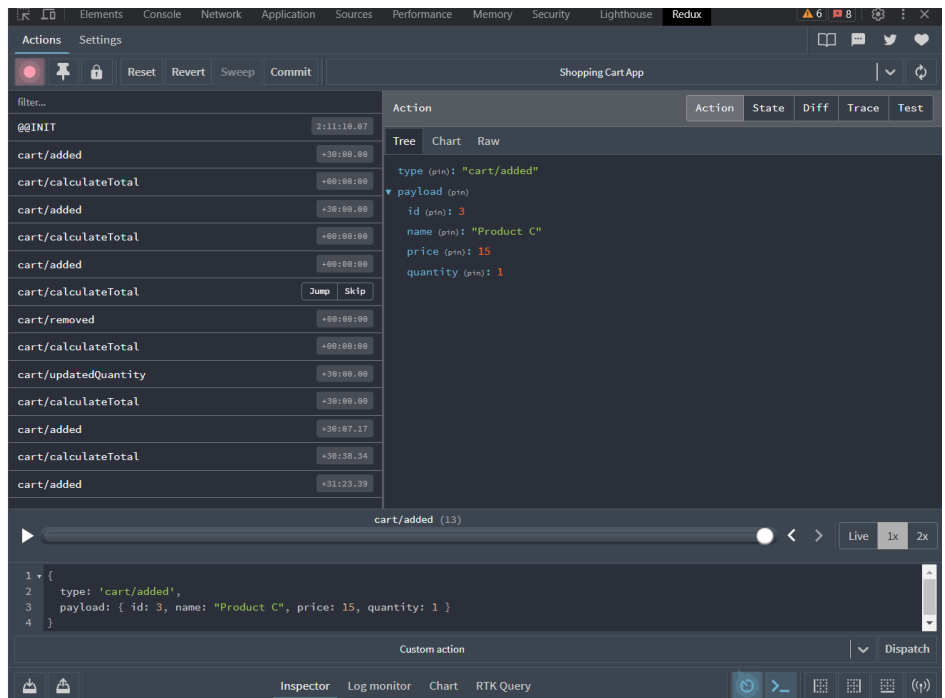 Elements Console Network Application Sources Performance Memory Security Lighthouse Redux 6 8
Actions Settings
Reset Revert Sweep Commit Shopping Cart App
filter...
Action Action State Diff Trace Test
@@INIT 2:11:10.07
Tree Chart Raw
cart/added +30:00.00
type (pin): "cart/added"
cart/calculateTotal +00:00:00
payload (pin)
cart/added +30:00.00
id (pin): 3
name (pin): "Product C"
cart/calculateTotal +00:00:00
price (pin): 15
cart/added +00:00:00
quantity (pin): 1
cart/calculateTotal Jump Skip
cart/removed +00:00:00
cart/calculateTotal +00:00:00
cart/updatedQuantity +30:00.00
cart/calculateTotal +30:00.00
cart/added +30:07.17
cart/calculateTotal +30:38.34
cart/added +31:23.39
cart/added (13)
Live 1x 2x
1 {
2 type: 'cart/added',
3 payload: { id: 3, name: "Product C", price: 15, quantity: 1 }
4 }
Custom action Dispatch
Inspector Log monitor Chart RTK Query